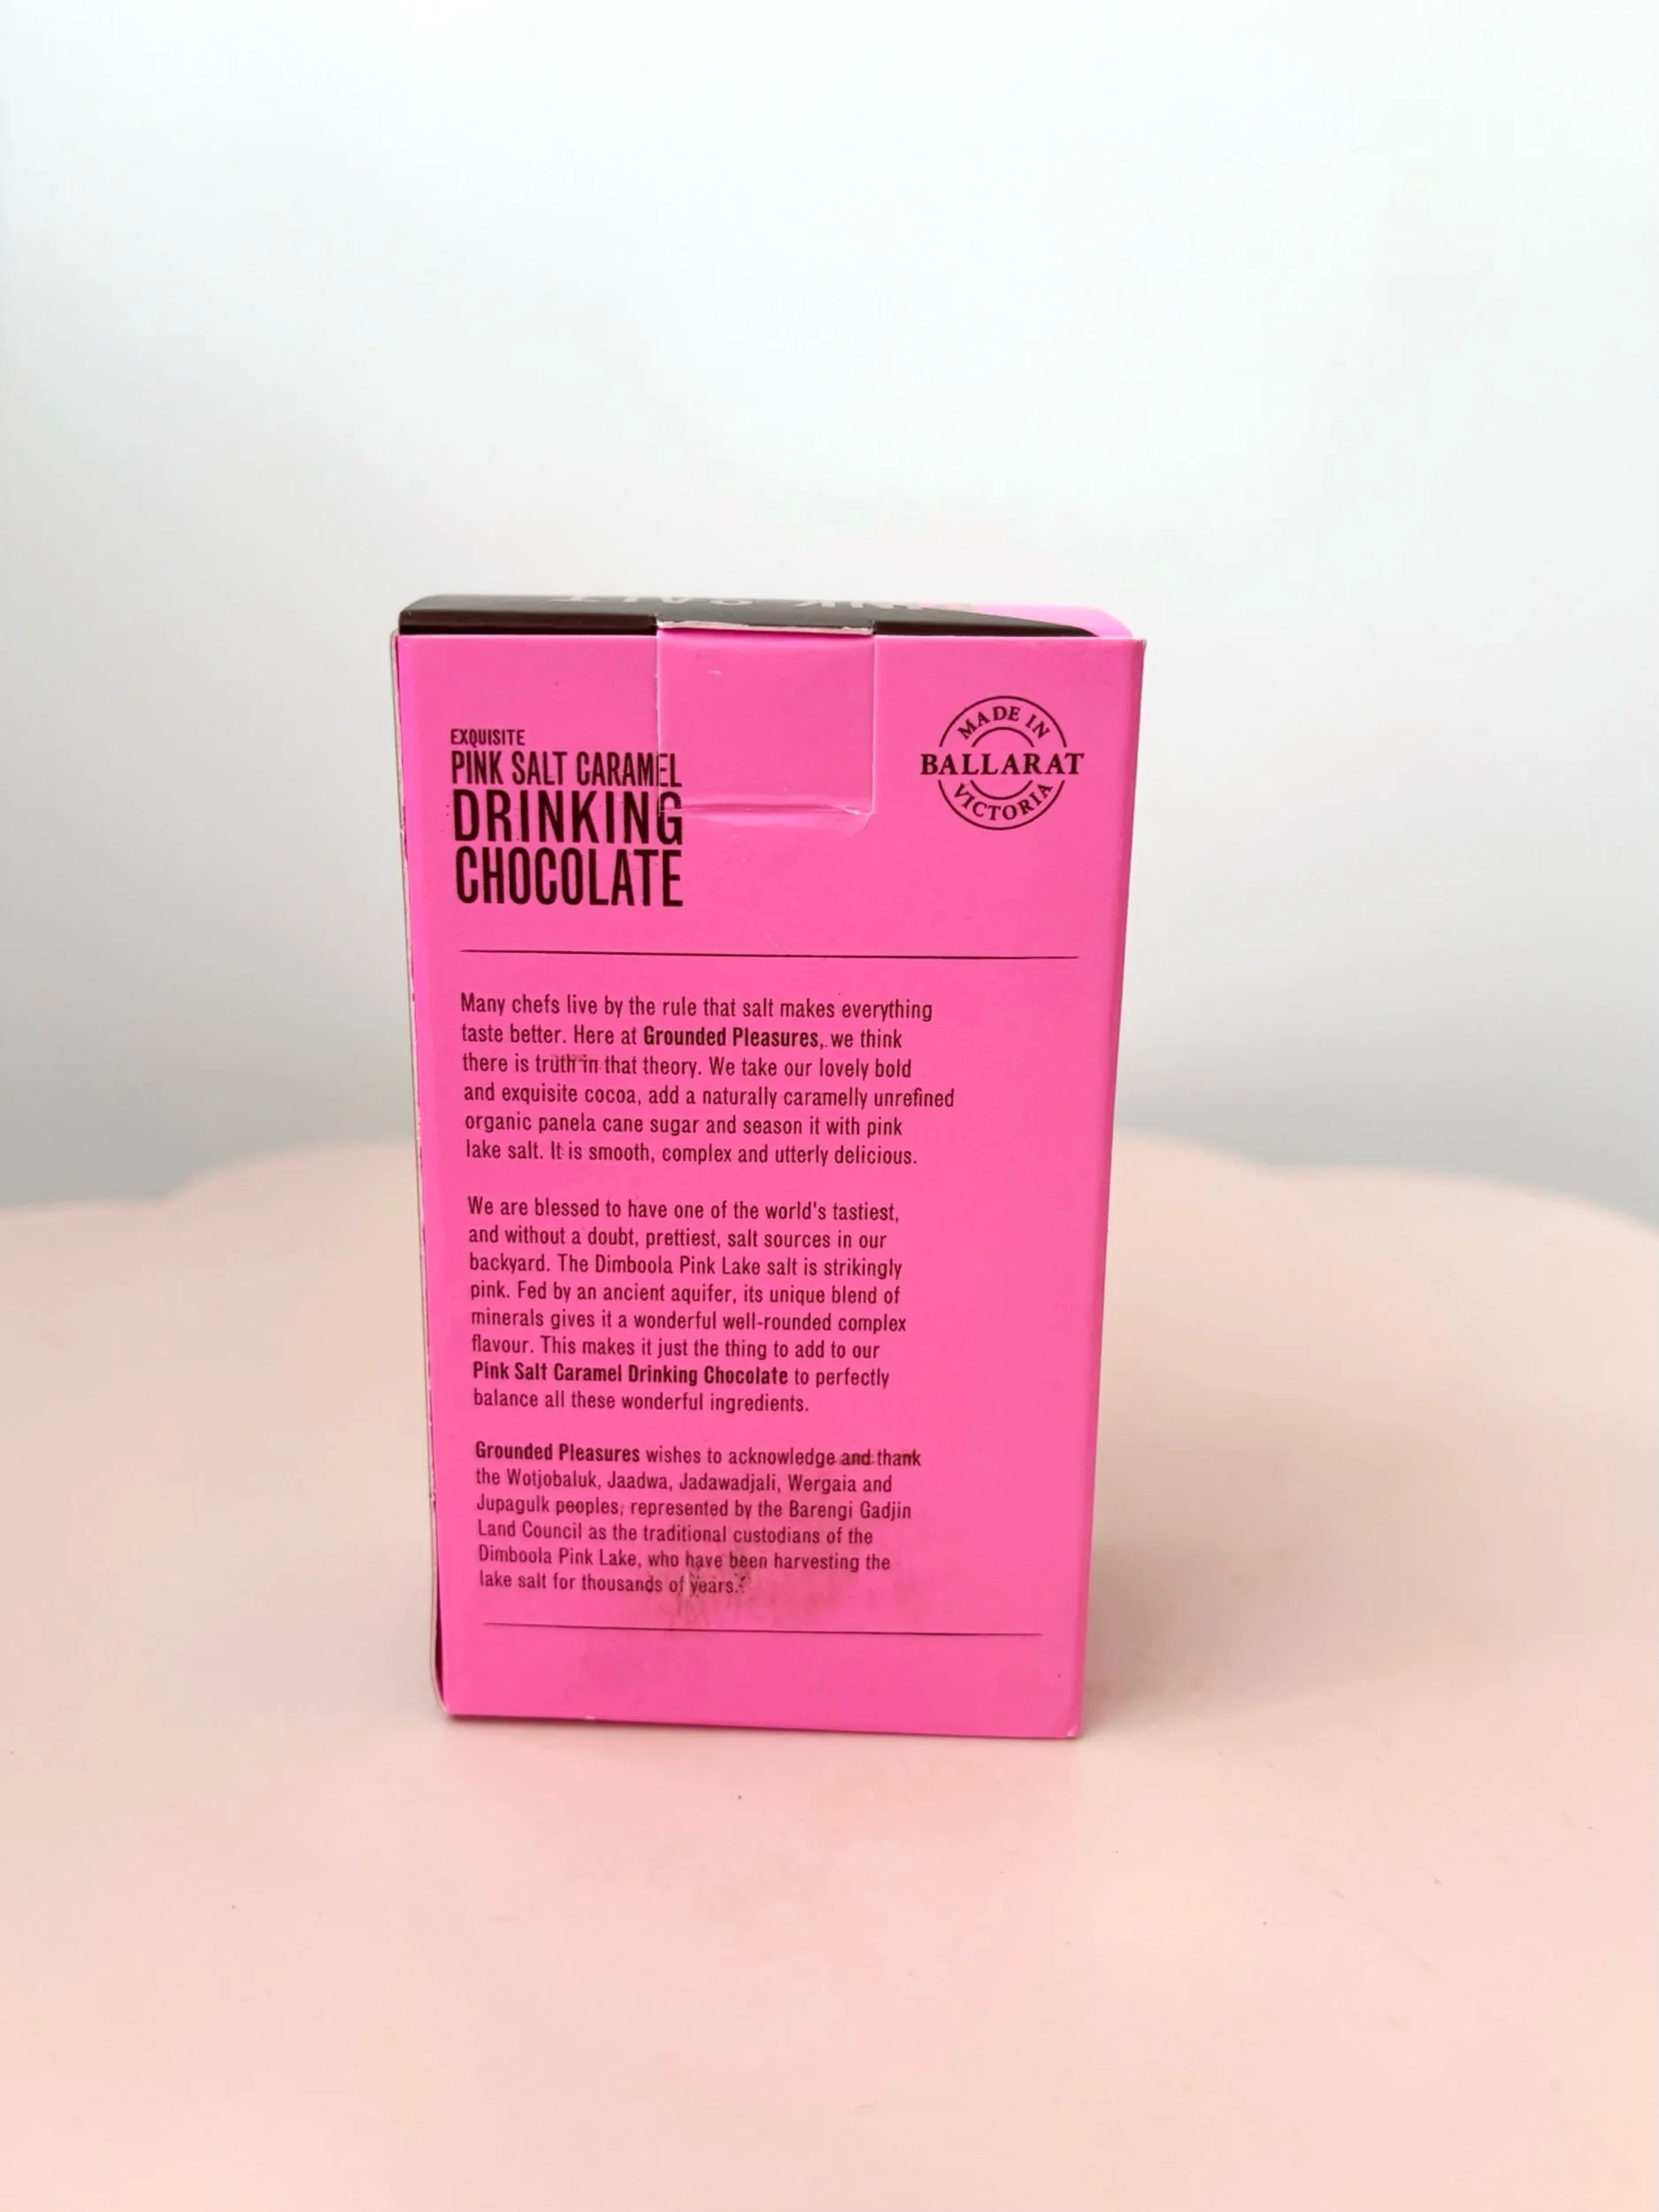 PINK SALT
EXQUISITE
PINK SALT CARAMEL
DRINKING
CHOCOLATE
MADE IN
BALLARAT
VICTORIA
Many chefs live by the rule that salt makes everything
taste better. Here at Grounded Pleasures, we think
there is truth in that theory. We take our lovely bold
and exquisite cocoa, add a naturally caramelly unrefined
organic panela cane sugar and season it with pink
lake salt. It is smooth, complex and utterly delicious.
We are blessed to have one of the world's tastiest,
and without a doubt, prettiest, salt sources in our
backyard. The Dimboola Pink Lake salt is strikingly
pink. Fed by an ancient aquifer, its unique blend of
minerals gives it a wonderful well-rounded complex
flavour. This makes it just the thing to add to our
Pink Salt Caramel Drinking Chocolate to perfectly
balance all these wonderful ingredients.
Grounded Pleasures wishes to acknowledge and thank
the Wotjobaluk, Jaadwa, Jadawadjali, Wergaia and
Jupagulk peoples, represented by the Barengi Gadjin
Land Council as the traditional custodians of the
Dimboola Pink Lake, who have been harvesting the
lake salt for thousands of years.